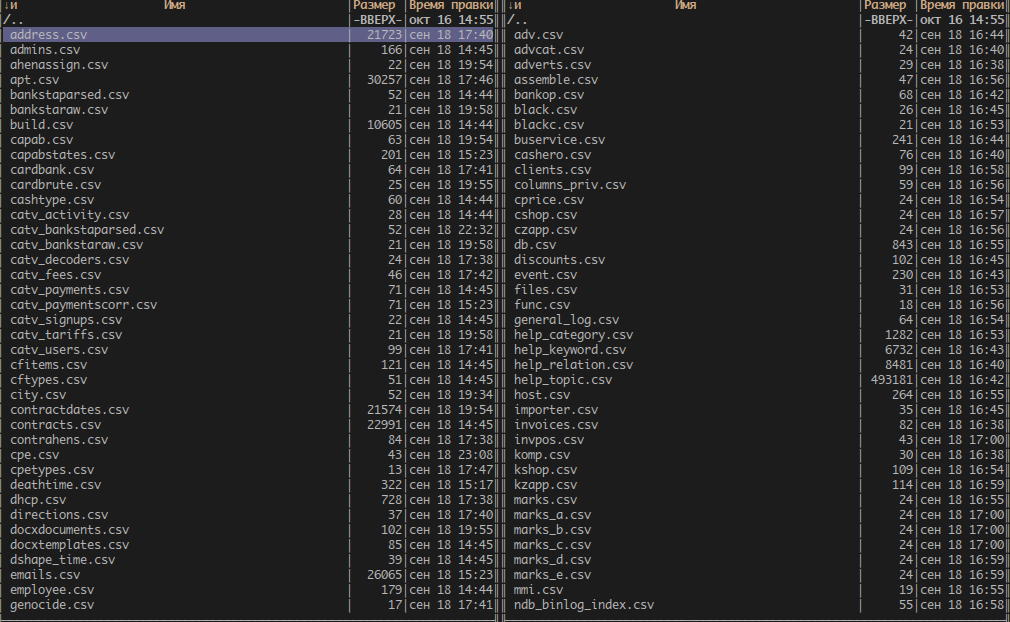 ↓и Имя Размер Время правки
/.. -ВВЕРХ- окт 16 14:55
address.csv 21723 сен 18 17:40
admins.csv 166 сен 18 14:45
ahenassign.csv 22 сен 18 19:54
apt.csv 30257 сен 18 17:46
bankstaparsed.csv 52 сен 18 14:44
bankstaraw.csv 21 сен 18 19:58
build.csv 10605 сен 18 14:44
capab.csv 63 сен 18 19:54
capabstates.csv 201 сен 18 15:23
cardbank.csv 64 сен 18 17:41
cardbrute.csv 25 сен 18 19:55
cashtype.csv 60 сен 18 14:44
catv_activity.csv 28 сен 18 14:44
catv_bankstaparsed.csv 52 сен 18 22:32
catv_bankstaraw.csv 21 сен 18 19:58
catv_decoders.csv 24 сен 18 17:38
catv_fees.csv 46 сен 18 17:42
catv_payments.csv 71 сен 18 14:45
catv_paymentscorr.csv 71 сен 18 15:23
catv_signups.csv 22 сен 18 14:45
catv_tariffs.csv 21 сен 18 19:58
catv_users.csv 99 сен 18 17:41
cfitems.csv 121 сен 18 14:45
cftypes.csv 51 сен 18 14:45
city.csv 52 сен 18 19:34
contractdates.csv 21574 сен 18 19:54
contracts.csv 22991 сен 18 14:45
contrahens.csv 84 сен 18 17:38
cpe.csv 43 сен 18 23:08
cpetypes.csv 13 сен 18 17:47
deathtime.csv 322 сен 18 15:17
dhcp.csv 728 сен 18 17:38
directions.csv 37 сен 18 17:40
docxdocuments.csv 102 сен 18 19:55
docxtemplates.csv 85 сен 18 14:45
dshape_time.csv 39 сен 18 14:45
emails.csv 26065 сен 18 15:23
employee.csv 179 сен 18 14:44
genocide.csv 17 сен 18 17:41
↓и Имя Размер Время правки
/.. -ВВЕРХ- окт 16 14:55
adv.csv 42 сен 18 16:44
advcat.csv 24 сен 18 16:40
adverts.csv 29 сен 18 16:38
assemble.csv 47 сен 18 16:56
bankop.csv 68 сен 18 16:42
black.csv 26 сен 18 16:45
blackc.csv 21 сен 18 16:53
buservice.csv 241 сен 18 16:44
cashero.csv 76 сен 18 16:40
clients.csv 99 сен 18 16:58
columns_priv.csv 59 сен 18 16:56
cprice.csv 24 сен 18 16:54
cshop.csv 24 сен 18 16:57
czapp.csv 24 сен 18 16:56
db.csv 843 сен 18 16:55
discounts.csv 102 сен 18 16:45
event.csv 230 сен 18 16:43
files.csv 31 сен 18 16:53
func.csv 18 сен 18 16:56
general_log.csv 64 сен 18 16:54
help_category.csv 1282 сен 18 16:53
help_keyword.csv 6732 сен 18 16:43
help_relation.csv 8481 сен 18 16:40
help_topic.csv 493181 сен 18 16:42
host.csv 264 сен 18 16:55
importer.csv 35 сен 18 16:45
invoices.csv 82 сен 18 16:38
invpos.csv 43 сен 18 17:00
komp.csv 30 сен 18 16:38
kshop.csv 109 сен 18 16:54
kzapp.csv 114 сен 18 16:59
marks.csv 24 сен 18 16:55
marks_a.csv 24 сен 18 17:00
marks_b.csv 24 сен 18 17:00
marks_c.csv 24 сен 18 17:00
marks_d.csv 24 сен 18 16:59
marks_e.csv 24 сен 18 16:59
mmi.csv 19 сен 18 16:55
ndb_binlog_index.csv 55 сен 18 16:58